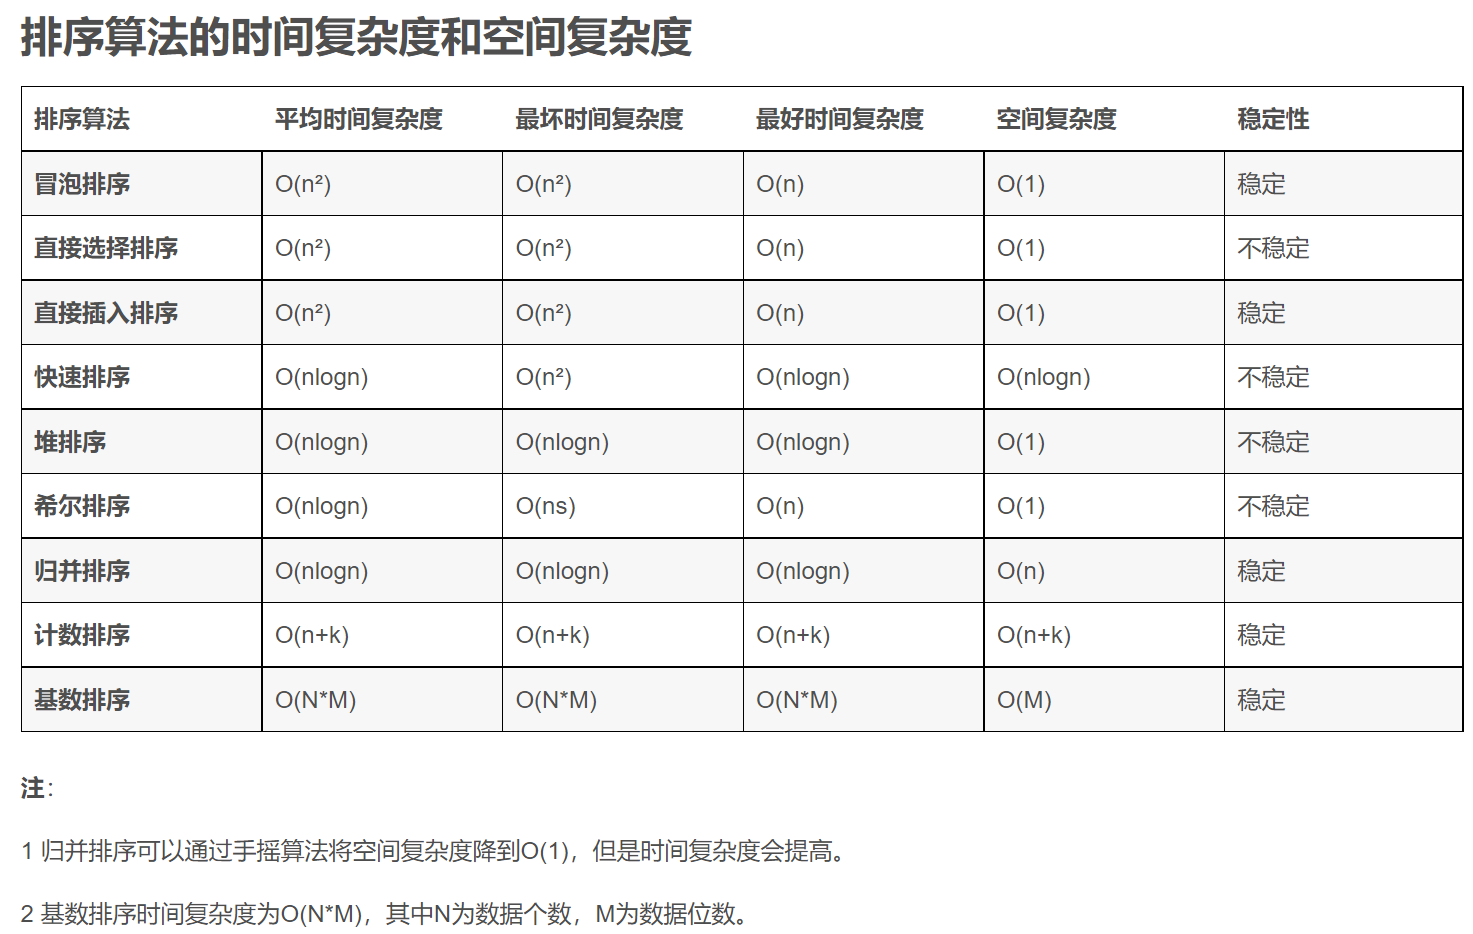 排序算法的时间复杂度和空间复杂度
排序算法 平均时间复杂度 最坏时间复杂度 最好时间复杂度 空间复杂度 稳定性
冒泡排序 O(n²) O(n²) O(n) O(1) 稳定
直接选择排序 O(n²) O(n²) O(n) O(1) 不稳定
直接插入排序 O(n²) O(n²) O(n) O(1) 稳定
快速排序 O(nlogn) O(n²) O(nlogn) O(nlogn) 不稳定
堆排序 O(nlogn) O(nlogn) O(nlogn) O(1) 不稳定
希尔排序 O(nlogn) O(ns) O(n) O(1) 不稳定
归并排序 O(nlogn) O(nlogn) O(nlogn) O(n) 稳定
计数排序 O(n+k) O(n+k) O(n+k) O(n+k) 稳定
基数排序 O(N*M) O(N*M) O(N*M) O(M) 稳定
注：
1 归并排序可以通过手摇算法将空间复杂度降到O(1)，但是时间复杂度会提高。
2 基数排序时间复杂度为O(N*M)，其中N为数据个数，M为数据位数。